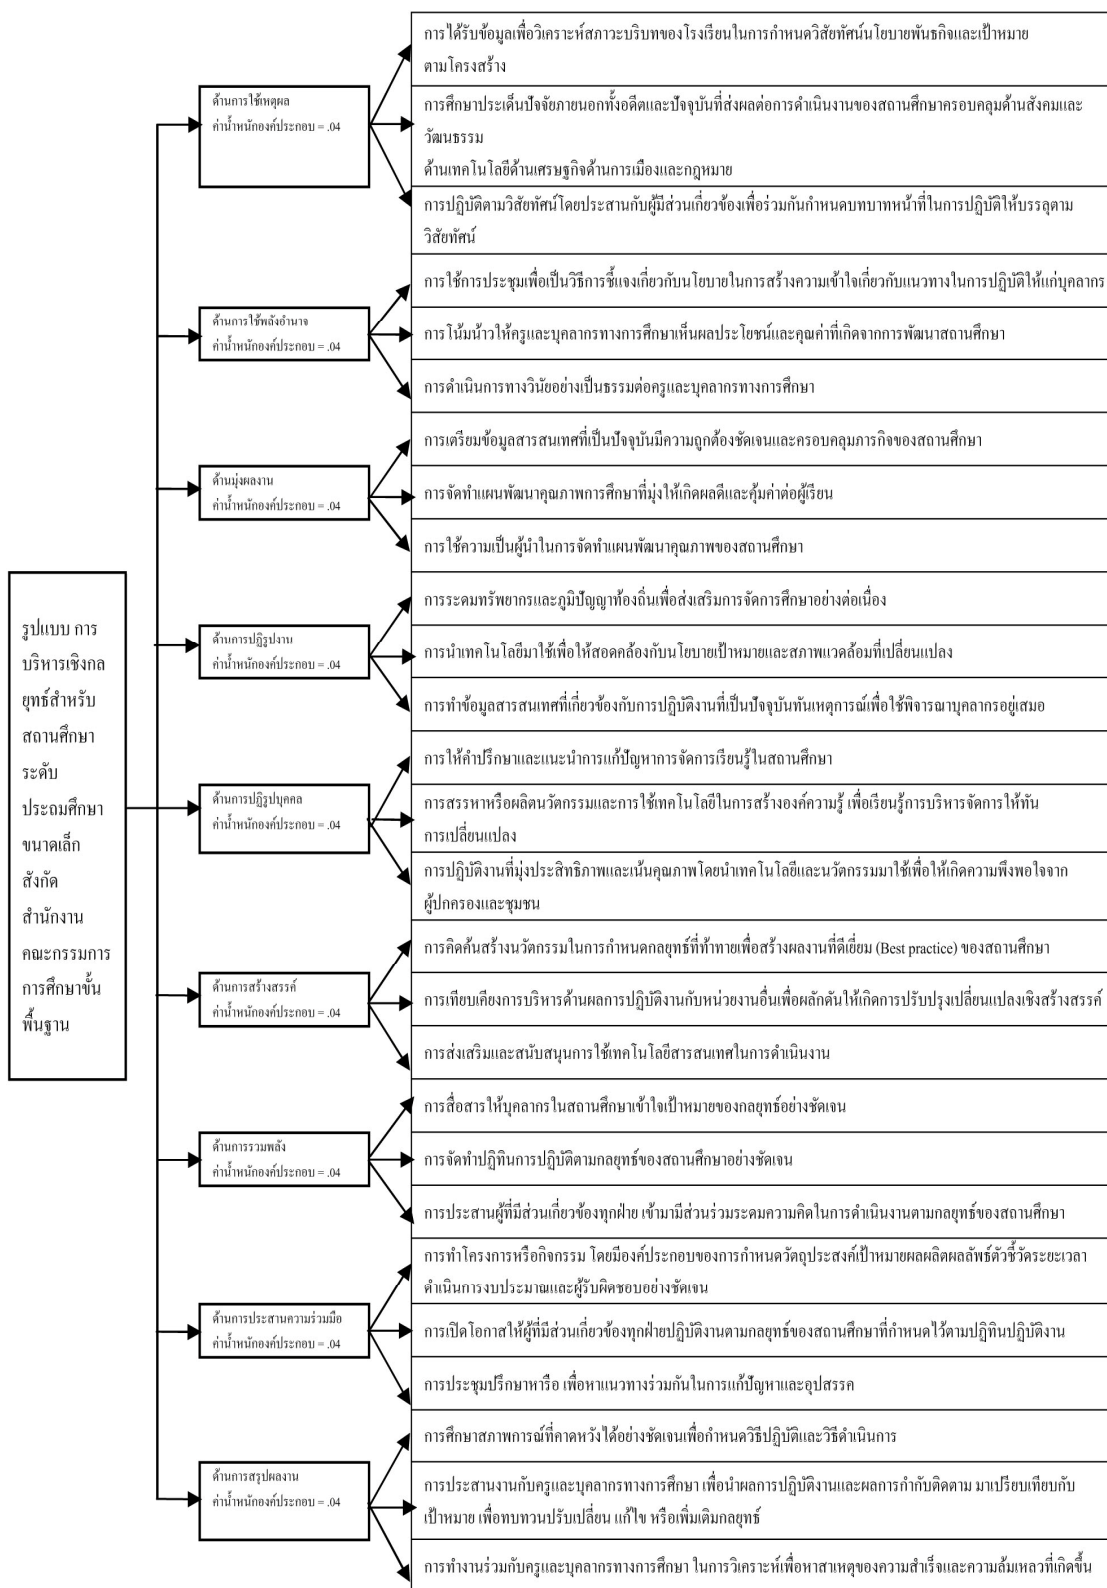 รูปแบบ การ
บริหารเชิงกล
ยุทธ์สำหรับ
สถานศึกษา
ระดับ
ประถมศึกษา
ขนาดเล็ก
สังกัด
สำนักงาน
คณะกรรมการ
การศึกษาขั้น
พื้นฐาน
ด้านการใช้เหตุผล
ค่าน้ำหนักองค์ประกอบ = .04
การได้รับข้อมูลเพื่อวิเคราะห์สภาวะบริบทของโรงเรียนในการกำหนดวิสัยทัศน์นโยบายพันธกิจและเป้าหมาย
ตามโครงสร้าง
การศึกษาประเด็นปัจจัยภายนอกทั้งอดีตและปัจจุบันที่ส่งผลต่อการดำเนินงานของสถานศึกษาครอบคลุมด้านสังคมและ
วัฒนธรรม
ด้านเทคโนโลยีด้านเศรษฐกิจด้านการเมืองและกฎหมาย
การปฏิบัติตามวิสัยทัศน์โดยประสานกับผู้มีส่วนเกี่ยวข้องเพื่อร่วมกันกำหนดบทบาทหน้าที่ในการปฏิบัติให้บรรลุตาม
วิสัยทัศน์
ด้านการใช้พลังอำนาจ
ค่าน้ำหนักองค์ประกอบ = .04
การใช้การประชุมเพื่อเป็นวิธีการชี้แจงเกี่ยวกับนโยบายในการสร้างความเข้าใจเกี่ยวกับแนวทางในการปฏิบัติให้แก่บุคลากร
การโน้มน้าวให้ครูและบุคลากรทางการศึกษาเห็นผลประโยชน์และคุณค่าที่เกิดจากการพัฒนาสถานศึกษา
การดำเนินการทางวินัยอย่างเป็นธรรมต่อครูและบุคลากรทางการศึกษา
ด้านมุ่งผลงาน
ค่าน้ำหนักองค์ประกอบ = .04
การเตรียมข้อมูลสารสนเทศที่เป็นปัจจุบันมีความถูกต้องชัดเจนและครอบคลุมภารกิจของสถานศึกษา
การจัดทำแผนพัฒนาคุณภาพการศึกษาที่มุ่งให้เกิดผลดีและคุ้มค่าต่อผู้เรียน
การใช้ความเป็นผู้นำในการจัดทำแผนพัฒนาคุณภาพของสถานศึกษา
ด้านการปฏิรูปงาน
ค่าน้ำหนักองค์ประกอบ = .04
การระดมทรัพยากรและภูมิปัญญาท้องถิ่นเพื่อส่งเสริมการจัดการศึกษาอย่างต่อเนื่อง
การนำเทคโนโลยีมาใช้เพื่อให้สอดคล้องกับนโยบายเป้าหมายและสภาพแวดล้อมที่เปลี่ยนแปลง
การทำข้อมูลสารสนเทศที่เกี่ยวข้องกับการปฏิบัติงานที่เป็นปัจจุบันทันเหตุการณ์เพื่อใช้พิจารณาบุคลากรอยู่เสมอ
ด้านการปฏิรูปบุคคล
ค่าน้ำหนักองค์ประกอบ = .04
การให้คำปรึกษาและแนะนำการแก้ปัญหาการจัดการเรียนรู้ในสถานศึกษา
การสรรหาหรือผลิตนวัตกรรมและการใช้เทคโนโลยีในการสร้างองค์ความรู้ เพื่อเรียนรู้การบริหารจัดการให้ทัน
การเปลี่ยนแปลง
การปฏิบัติงานที่มุ่งประสิทธิภาพและเน้นคุณภาพโดยนำเทคโนโลยีและนวัตกรรมมาใช้เพื่อให้เกิดความพึงพอใจจาก
ผู้ปกครองและชุมชน
ด้านการสร้างสรรค์
ค่าน้ำหนักองค์ประกอบ = .04
การคิดค้นสร้างนวัตกรรมในการกำหนดกลยุทธ์ที่ท้าทายเพื่อสร้างผลงานที่ดีเยี่ยม (Best practice) ของสถานศึกษา
การเทียบเคียงการบริหารด้านผลการปฏิบัติงานกับหน่วยงานอื่นเพื่อผลักดันให้เกิดการปรับปรุงเปลี่ยนแปลงเชิงสร้างสรรค์
การส่งเสริมและสนับสนุนการใช้เทคโนโลยีสารสนเทศในการดำเนินงาน
ด้านการรวมพลัง
ค่าน้ำหนักองค์ประกอบ = .04
การสื่อสารให้บุคลากรในสถานศึกษาเข้าใจเป้าหมายของกลยุทธ์อย่างชัดเจน
การจัดทำปฏิทินการปฏิบัติตามกลยุทธ์ของสถานศึกษาอย่างชัดเจน
การประสานผู้ที่มีส่วนเกี่ยวข้องทุกฝ่าย เข้ามามีส่วนร่วมระดมความคิดในการดำเนินงานตามกลยุทธ์ของสถานศึกษา
ด้านการประสานความร่วมมือ
ค่าน้ำหนักองค์ประกอบ = .04
การทำโครงการหรือกิจกรรม โดยมีองค์ประกอบของการกำหนดวัตถุประสงค์เป้าหมายผลผลิตผลลัพธ์ตัวชี้วัดระยะเวลา
ดำเนินการงบประมาณและผู้รับผิดชอบอย่างชัดเจน
การเปิดโอกาสให้ผู้ที่มีส่วนเกี่ยวข้องทุกฝ่ายปฏิบัติงานตามกลยุทธ์ของสถานศึกษาที่กำหนดไว้ตามปฏิทินปฏิบัติงาน
การประชุมปรึกษาหารือ เพื่อหาแนวทางร่วมกันในการแก้ปัญหาและอุปสรรค
ด้านการสรุปผลงาน
ค่าน้ำหนักองค์ประกอบ = .04
การศึกษาสภาพการณ์ที่คาดหวังได้อย่างชัดเจนเพื่อกำหนดวิธีปฏิบัติและวิธีดำเนินการ
การประสานงานกับครูและบุคลากรทางการศึกษา เพื่อนำผลการปฏิบัติงานและผลการกำกับติดตาม มาเปรียบเทียบกับ
เป้าหมาย เพื่อทบทวนปรับเปลี่ยน แก้ไข หรือเพิ่มเติมกลยุทธ์
การทำงานร่วมกับครูและบุคลากรทางการศึกษา ในการวิเคราะห์เพื่อหาสาเหตุของความสำเร็จและความล้มเหลวที่เกิดขึ้น